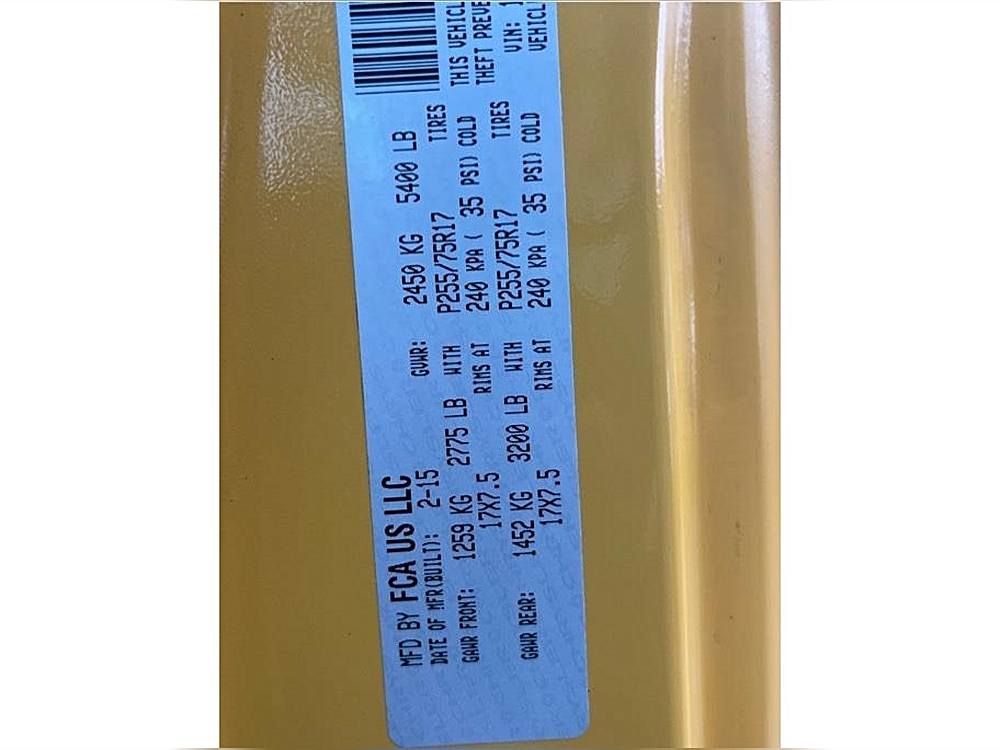 MFD BY FCA US LLC
DATE OF MFR(BUILT): 2-15 GVWR: 2450 KG 5400 LB
GAWR FRONT: 1259 KG 2775 LB WITH P255/75R17 TIRES THIS VEHICL
17X7.5 RIMS AT 240 KPA ( 35 PSI) COLD THEFT PREVE
GAWR REAR: 1452 KG 3200 LB WITH P255/75R17 TIRES VIN: 1
17X7.5 RIMS AT 240 KPA ( 35 PSI) COLD VEHICL